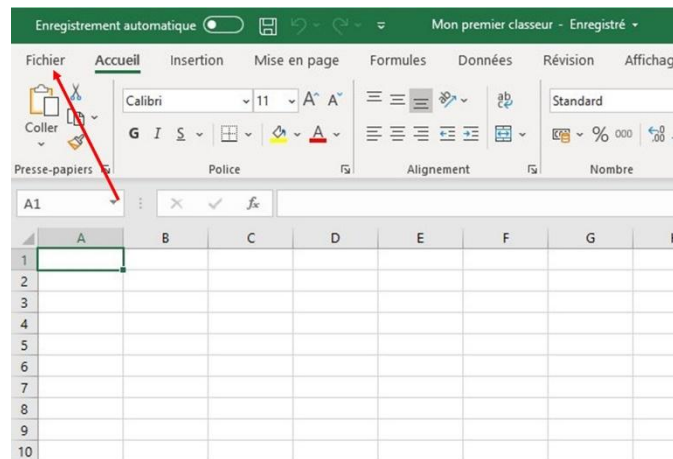 Enregistrement automatique Mon premier classeur - Enregistré
Fichier Accueil Insertion Mise en page Formules Données Révision Affichag
Coller Calibri 11 A A ab Standard
G I S A % 000 ,00
Presse-papiers Police Alignement Nombre
A1 fx
A B C D E F G
1
2
3
4
5
6
7
8
9
10